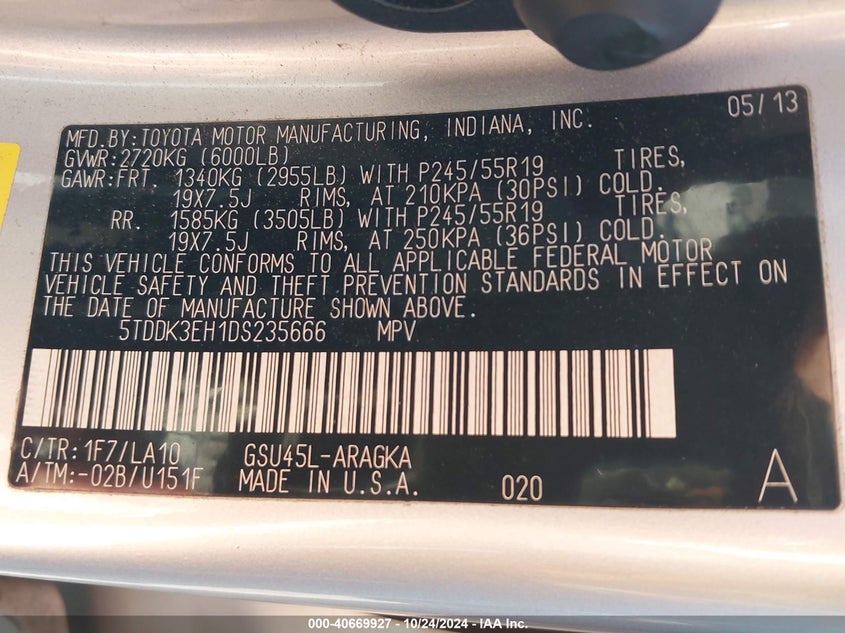 05/13
MFD.BY:TOYOTA MOTOR MANUFACTURING, INDIANA, INC.
GVWR:2720KG (6000LB)
GAWR:FRT. 1340KG (2955LB) WITH P245/55R19 TIRES,
19X7.5J RIMS, AT 210KPA (30PSI) COLD.
RR. 1585KG (3505LB) WITH P245/55R19 TIRES,
19X7.5J RIMS, AT 250KPA (36PSI) COLD.
THIS VEHICLE CONFORMS TO ALL APPLICABLE FEDERAL MOTOR
VEHICLE SAFETY AND THEFT PREVENTION STANDARDS IN EFFECT ON
THE DATE OF MANUFACTURE SHOWN ABOVE.
5TDDK3EH1DS235666 MPV
C/TR:1F7/LA10 GSU45L-ARAGKA
A/TM:-02B/U151F MADE IN U.S.A. 020 A
000-40669927 - 10/24/2024 - IAA Inc.